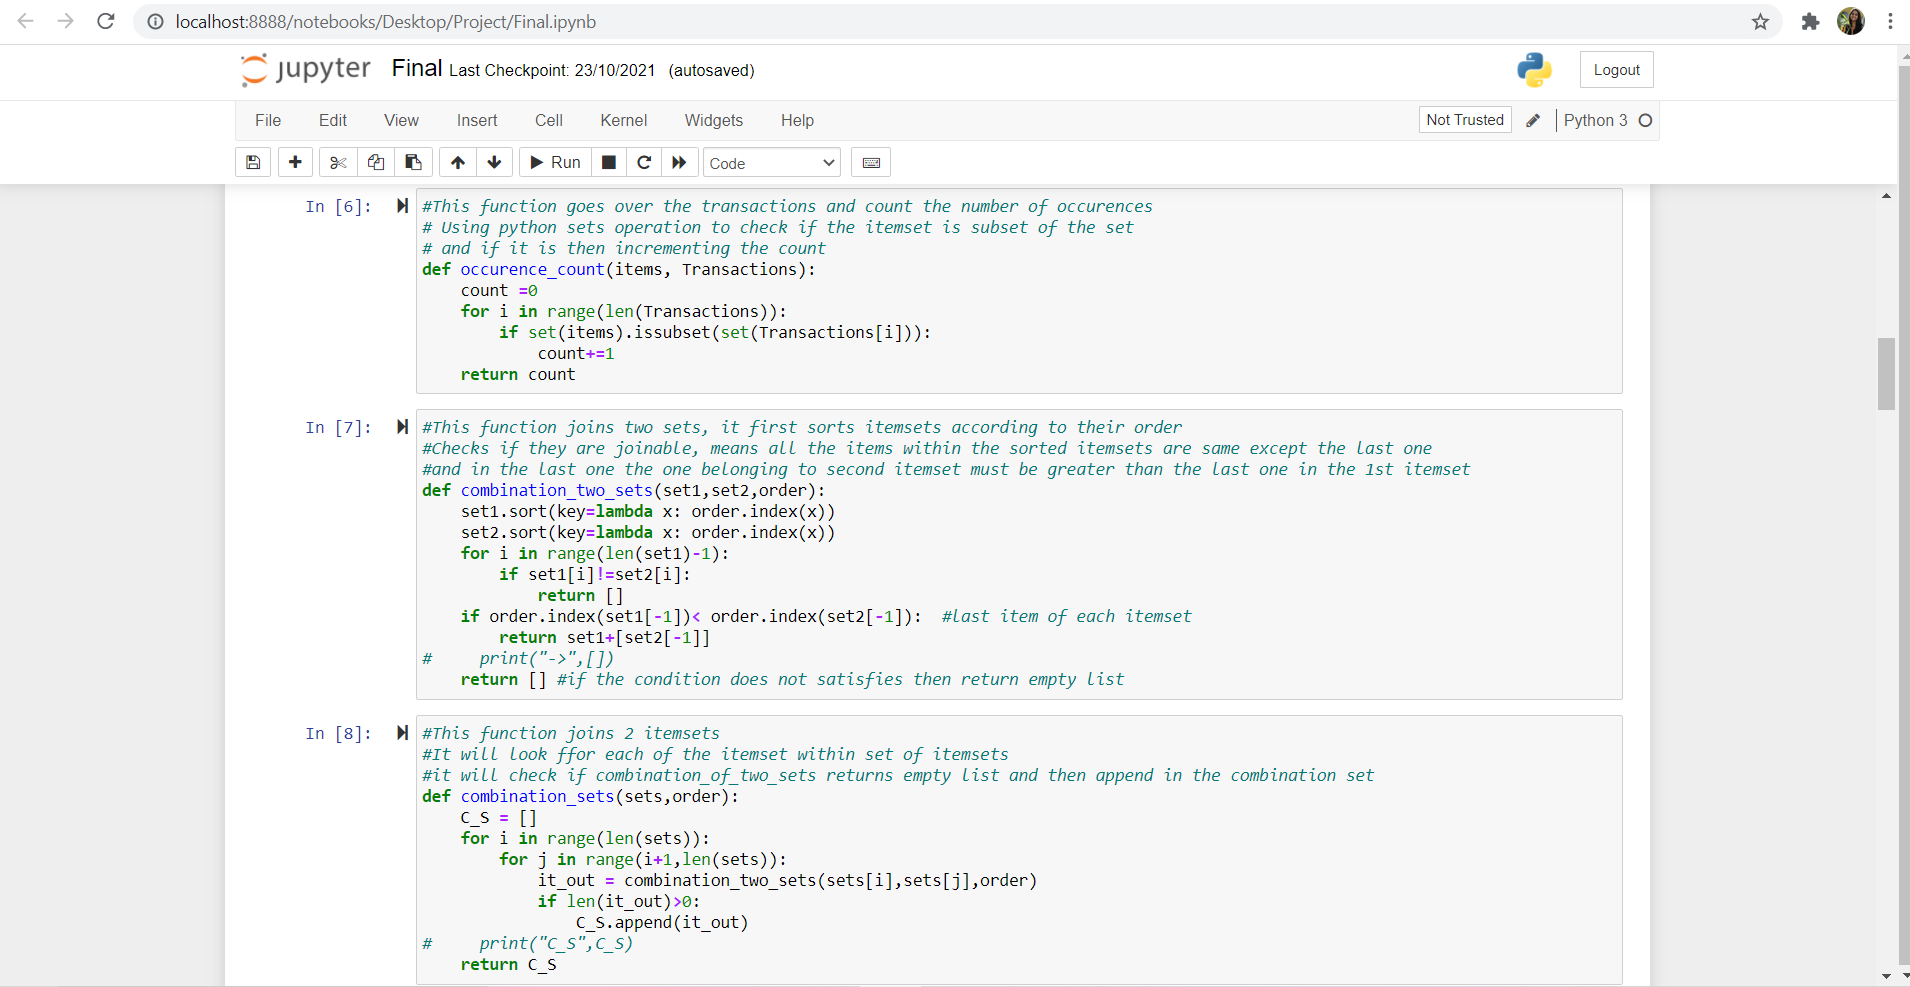 localhost:8888/notebooks/Desktop/Project/Final.ipynb
jupyter Final Last Checkpoint: 23/10/2021 (autosaved)
Logout
File Edit View Insert Cell Kernel Widgets Help
Not Trusted
Python 3
Run
Code
In [6]:
#This function goes over the transactions and count the number of occurences
# Using python sets operation to check if the itemset is subset of the set
# and if it is then incrementing the count
def occurence_count(items, Transactions):
    count =0
    for i in range(len(Transactions)):
        if set(items).issubset(set(Transactions[i])):
            count+=1
    return count
In [7]:
#This function joins two sets, it first sorts itemsets according to their order
#Checks if they are joinable, means all the items within the sorted itemsets are same except the last one
#and in the last one the one belonging to second itemset must be greater than the last one in the 1st itemset
def combination_two_sets(set1,set2,order):
    set1.sort(key=lambda x: order.index(x))
    set2.sort(key=lambda x: order.index(x))
    for i in range(len(set1)-1):
        if set1[i]!=set2[i]:
            return []
    if order.index(set1[-1])< order.index(set2[-1]):  #last item of each itemset
        return set1+[set2[-1]]
#     print("->",[])
    return [] #if the condition does not satisfies then return empty list
In [8]:
#This function joins 2 itemsets
#It will look ffor each of the itemset within set of itemsets
#it will check if combination_of_two_sets returns empty list and then append in the combination set
def combination_sets(sets,order):
    C_S = []
    for i in range(len(sets)):
        for j in range(i+1,len(sets)):
            it_out = combination_two_sets(sets[i],sets[j],order)
            if len(it_out)>0:
                C_S.append(it_out)
#     print("C_S",C_S)
    return C_S